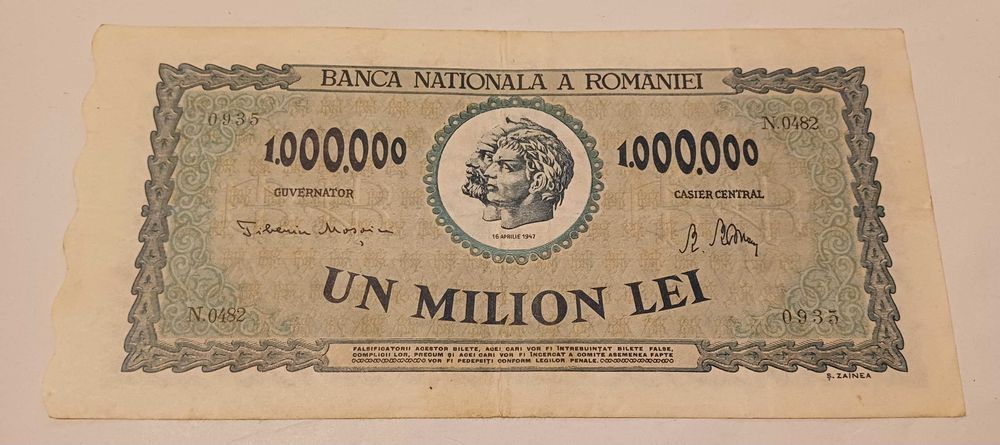 BANCA NATIONALA A ROMANIEI
0935
N.0482
1.000.000
1.000.000
GUVERNATOR
CASIER CENTRAL
16 APRILIE 1947
UN MILION LEI
N.0482
0935
FALSIFICATORII ACESTOR BILETE, ACEI CARI VOR FI ÎNTREBUINȚAT BILETE FALSE,
COMPLICII LOR, PRECUM ȘI ACEI CARI VOR FI ÎNCERCAT A COMITE ASEMENEA FAPTE
VOR FI PEDEPSIȚI CONFORM LEGILOR PENALE.
Ș. ZAINEA